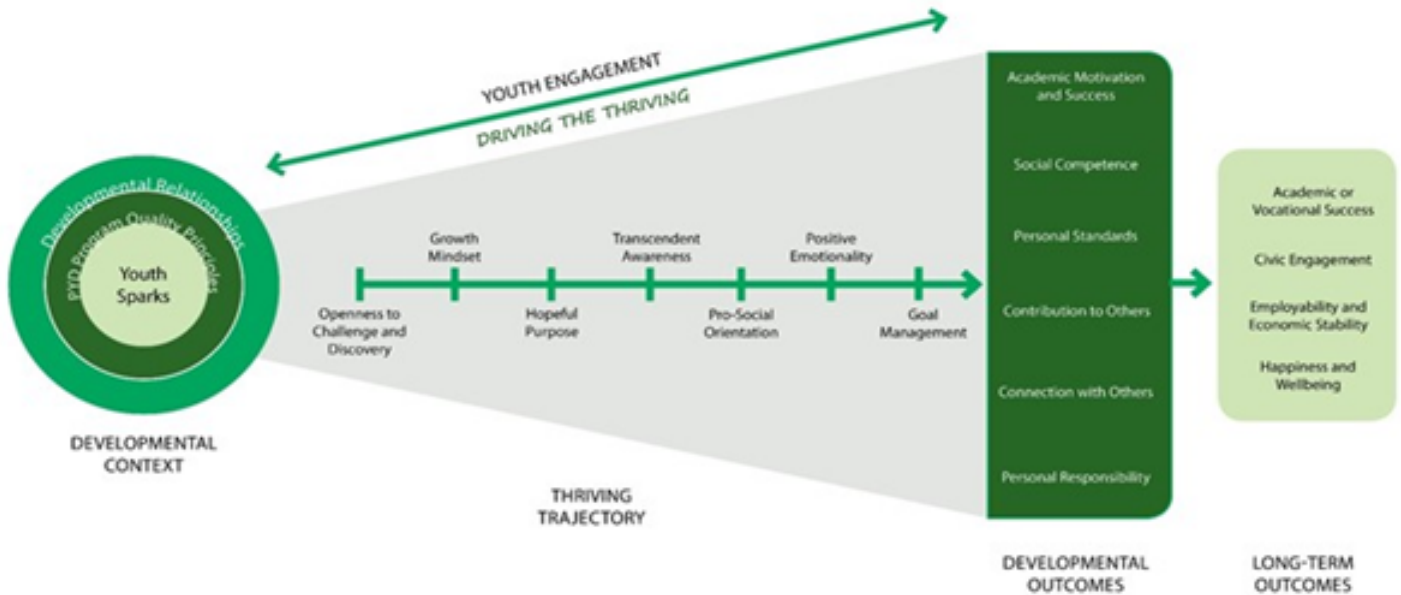 YOUTH ENGAGEMENT
DRIVING THE THRIVING
Developmental Relationships
PYD Program Quality Principles
Youth
Sparks
DEVELOPMENTAL
CONTEXT
Openness to
Challenge and
Discovery
Growth
Mindset
Hopeful
Purpose
Transcendent
Awareness
Pro-Social
Orientation
Positive
Emotionality
Goal
Management
THRIVING
TRAJECTORY
Academic Motivation
and Success
Social Competence
Personal Standards
Contribution to Others
Connection with Others
Personal Responsibility
DEVELOPMENTAL
OUTCOMES
Academic or
Vocational Success
Civic Engagement
Employability and
Economic Stability
Happiness and
Wellbeing
LONG-TERM
OUTCOMES